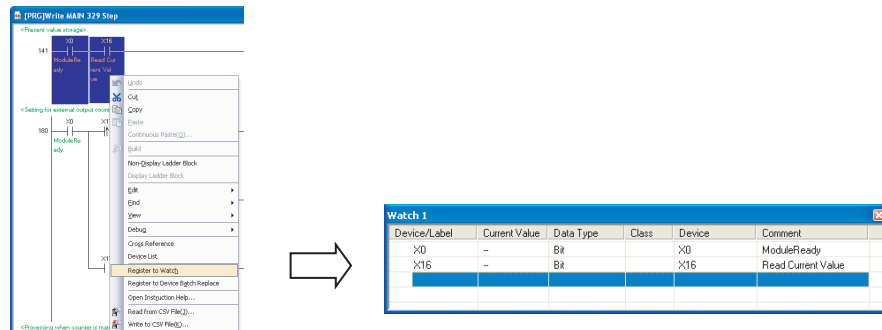 [PRG]Write MAIN 329 Step
<Present value storage>
X0 X16
141
ModuleRe Read Cur
ady rent Val
ue
Undo
Cut
<Setting for external output count
Copy
Paste
X0 X1
Continuous Paste(O)...
180
ModuleRe
ady
Build
Non-Display Ladder Block
Display Ladder Block
Edit
Find
View
Debug
Cross Reference
X1
Device List
Register to Watch
Register to Device Batch Replace
Open Instruction Help...
Read from CSV File(J)...
<Processing when counter is man
Write to CSV File(K)...
Watch 1
Device/Label Current Value Data Type Class Device Comment
X0 -- Bit X0 ModuleReady
X16 -- Bit X16 Read Current Value